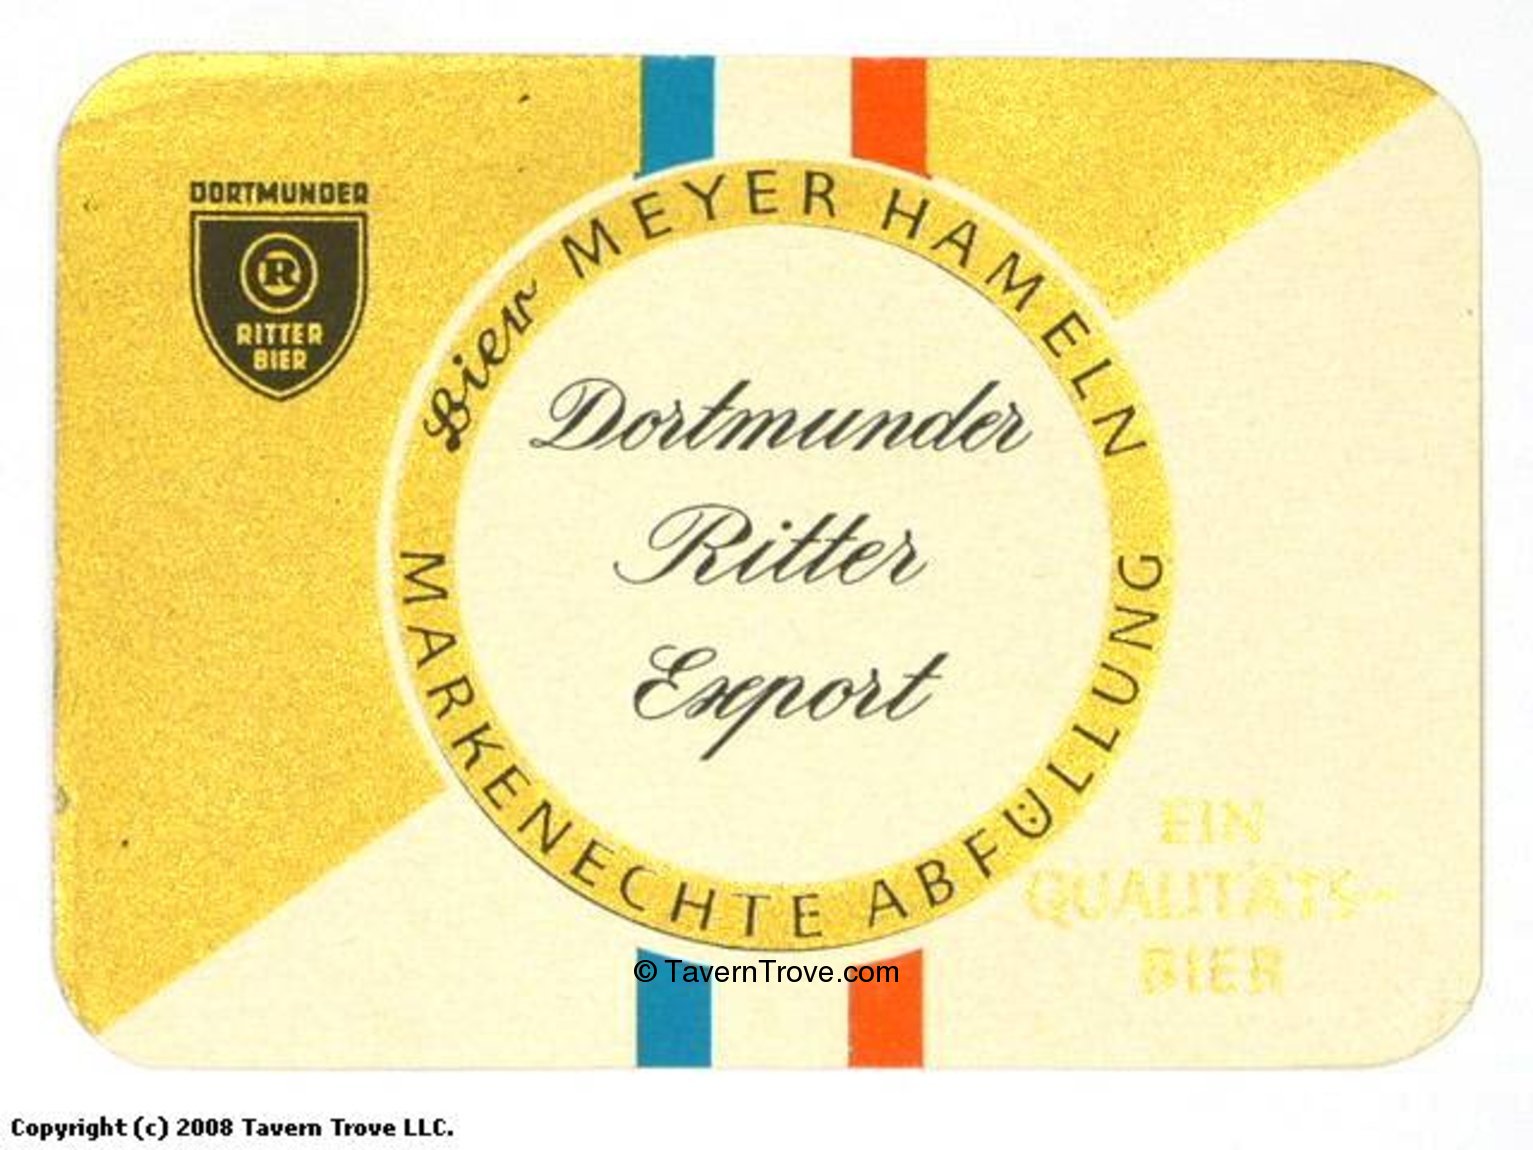 DORTMUNDER
R
RITTER
BIER
Bier MEYER HAMELN
Dortmunder
Ritter
Export
MARKENECHTE ABFÜLLUNG
EIN
QUALITÄTS-
BIER
© TavernTrove.com
Copyright (c) 2008 Tavern Trove LLC.